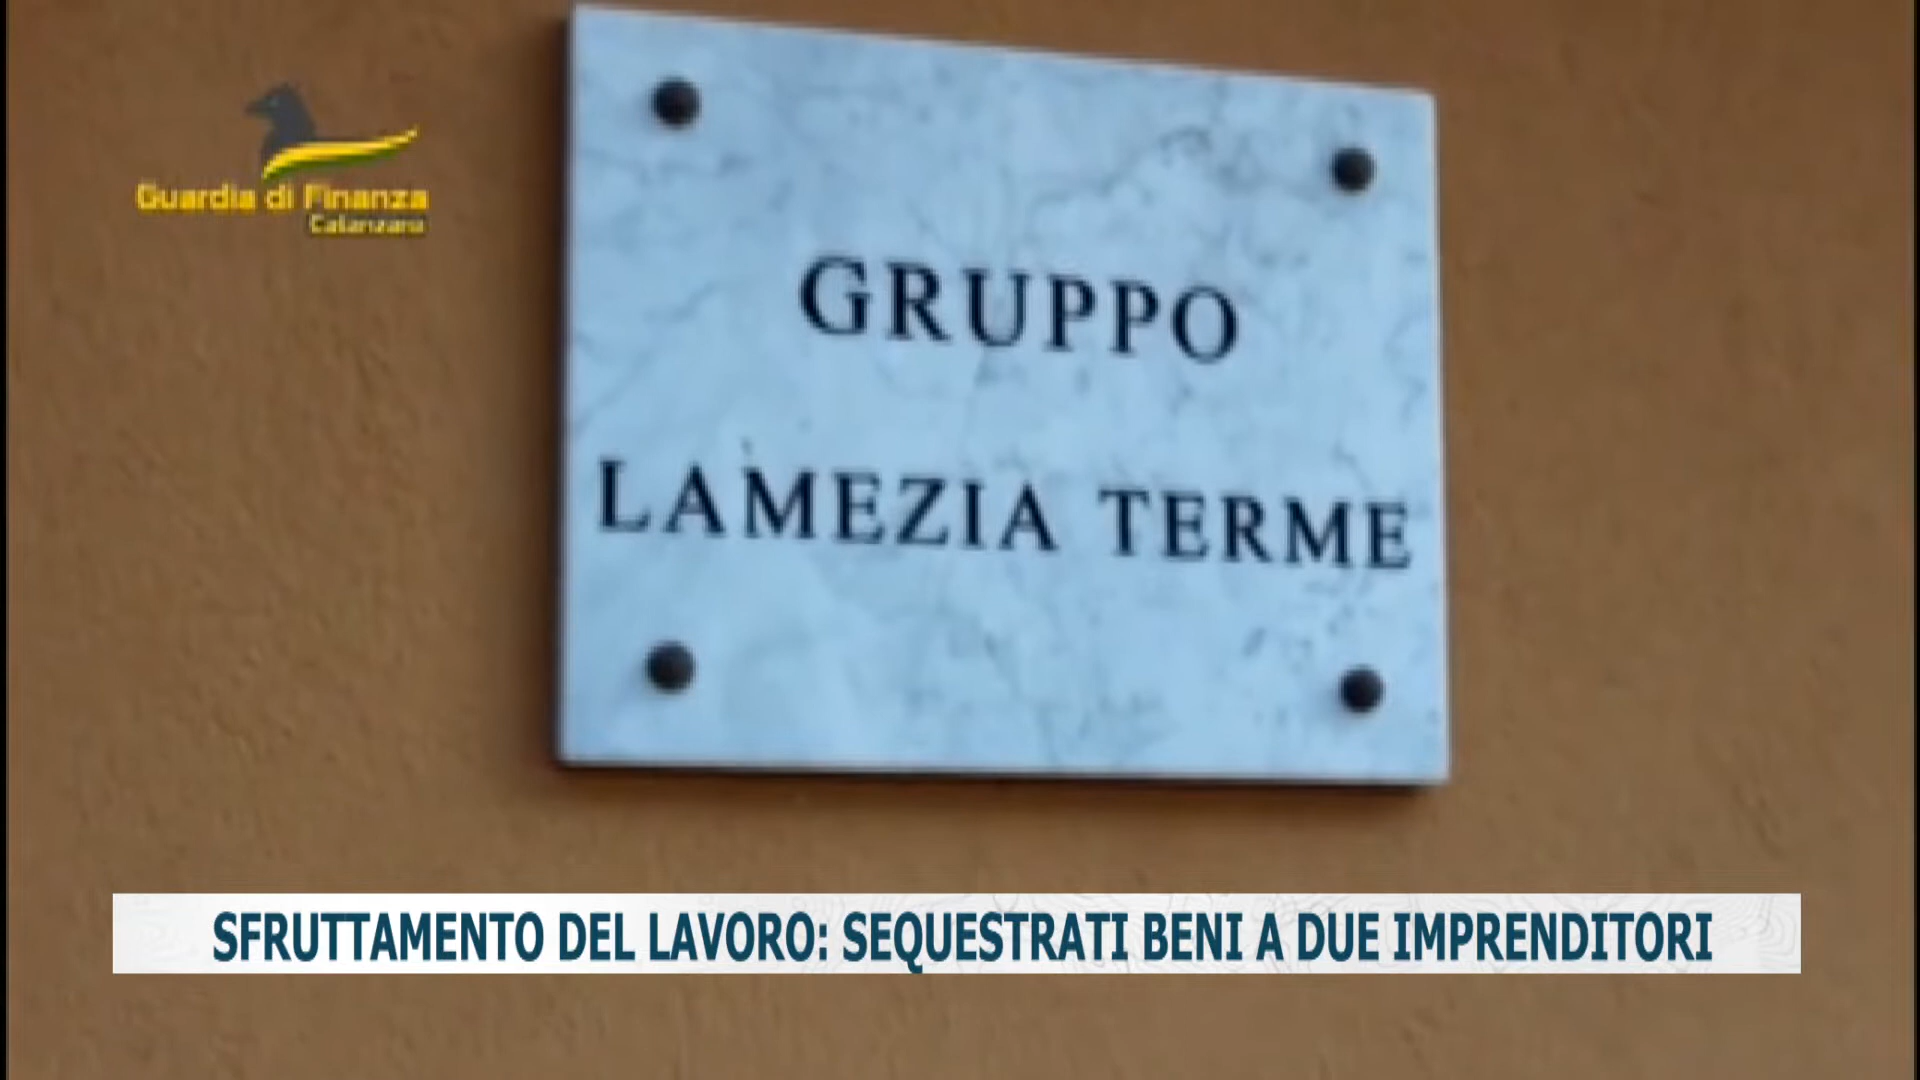 Guardia di Finanza
Catanzaro
GRUPPO
LAMEZIA TERME
SFRUTTAMENTO DEL LAVORO: SEQUESTRATI BENI A DUE IMPRENDITORI